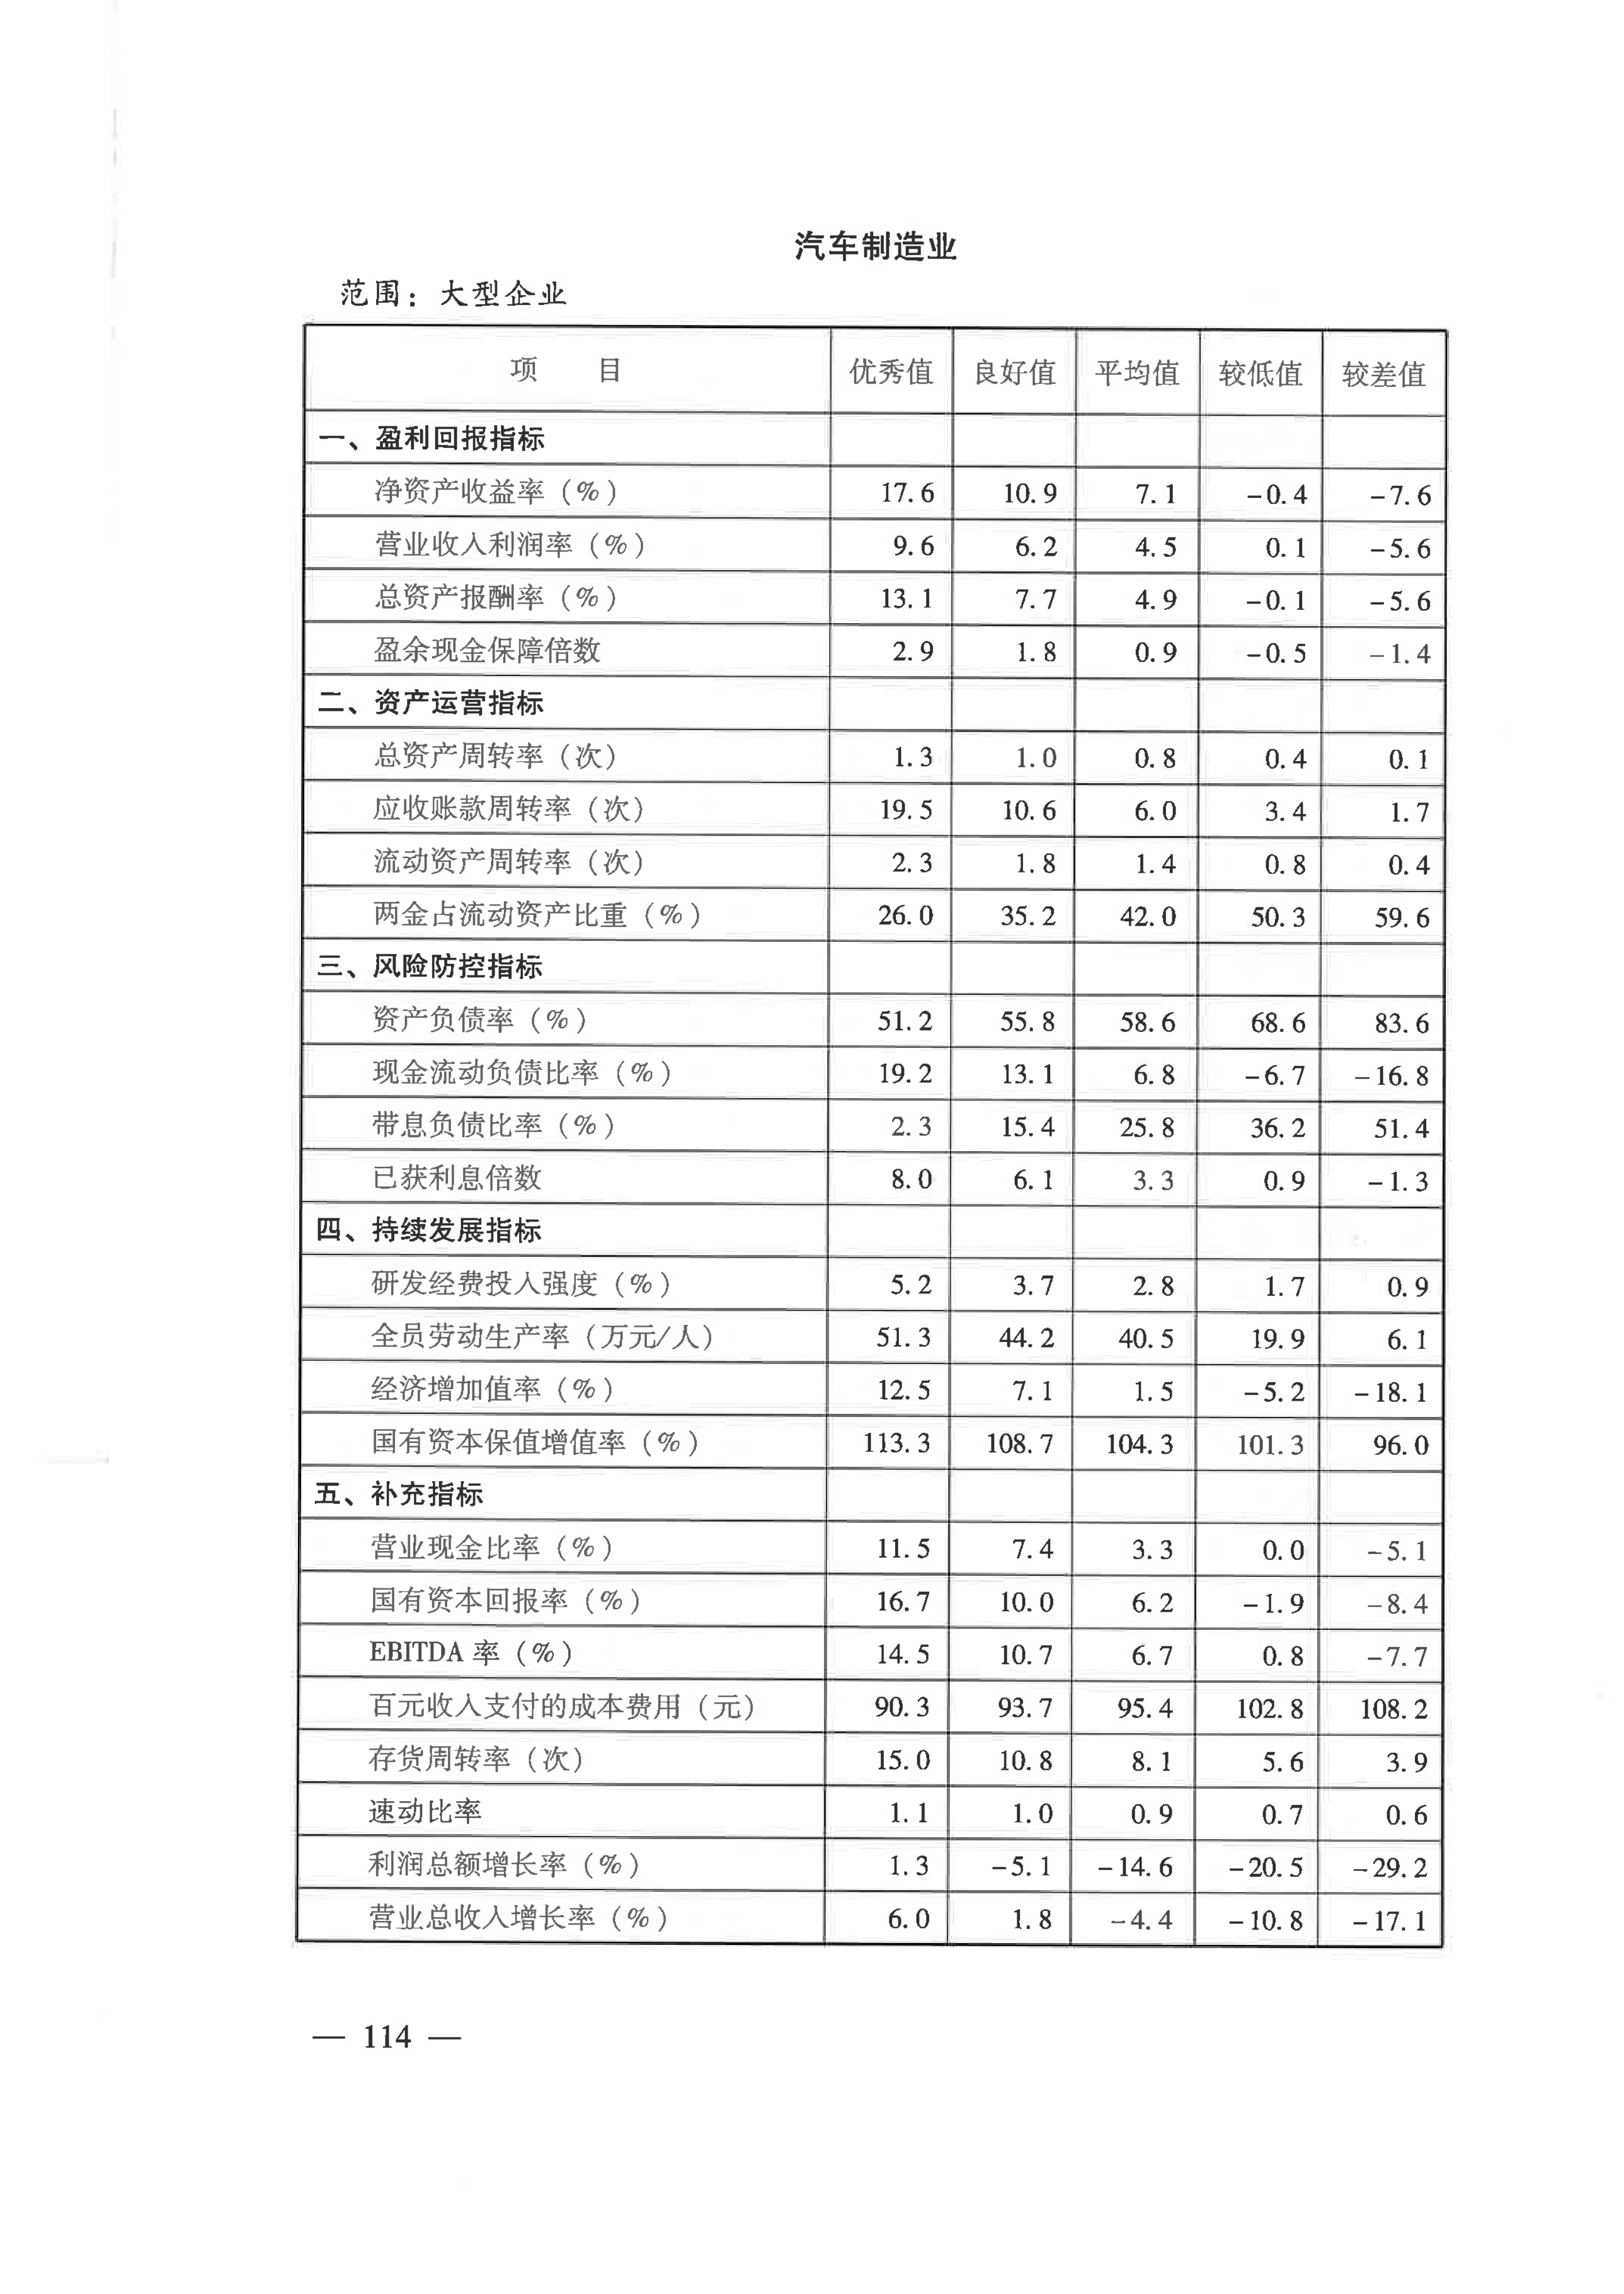 汽车制造业
范围：大型企业
项 目 优秀值 良好值 平均值 较低值 较差值
一、盈利回报指标
净资产收益率（%） 17.6 10.9 7.1 -0.4 -7.6
营业收入利润率（%） 9.6 6.2 4.5 0.1 -5.6
总资产报酬率（%） 13.1 7.7 4.9 -0.1 -5.6
盈余现金保障倍数 2.9 1.8 0.9 -0.5 -1.4
二、资产运营指标
总资产周转率（次） 1.3 1.0 0.8 0.4 0.1
应收账款周转率（次） 19.5 10.6 6.0 3.4 1.7
流动资产周转率（次） 2.3 1.8 1.4 0.8 0.4
两金占流动资产比重（%） 26.0 35.2 42.0 50.3 59.6
三、风险防控指标
资产负债率（%） 51.2 55.8 58.6 68.6 83.6
现金流动负债比率（%） 19.2 13.1 6.8 -6.7 -16.8
带息负债比率（%） 2.3 15.4 25.8 36.2 51.4
已获利息倍数 8.0 6.1 3.3 0.9 -1.3
四、持续发展指标
研发经费投入强度（%） 5.2 3.7 2.8 1.7 0.9
全员劳动生产率（万元/人） 51.3 44.2 40.5 19.9 6.1
经济增加值率（%） 12.5 7.1 1.5 -5.2 -18.1
国有资本保值增值率（%） 113.3 108.7 104.3 101.3 96.0
五、补充指标
营业现金比率（%） 11.5 7.4 3.3 0.0 -5.1
国有资本回报率（%） 16.7 10.0 6.2 -1.9 -8.4
EBITDA 率（%） 14.5 10.7 6.7 0.8 -7.7
百元收入支付的成本费用（元） 90.3 93.7 95.4 102.8 108.2
存货周转率（次） 15.0 10.8 8.1 5.6 3.9
速动比率 1.1 1.0 0.9 0.7 0.6
利润总额增长率（%） 1.3 -5.1 -14.6 -20.5 -29.2
营业总收入增长率（%） 6.0 1.8 -4.4 -10.8 -17.1
— 114 —